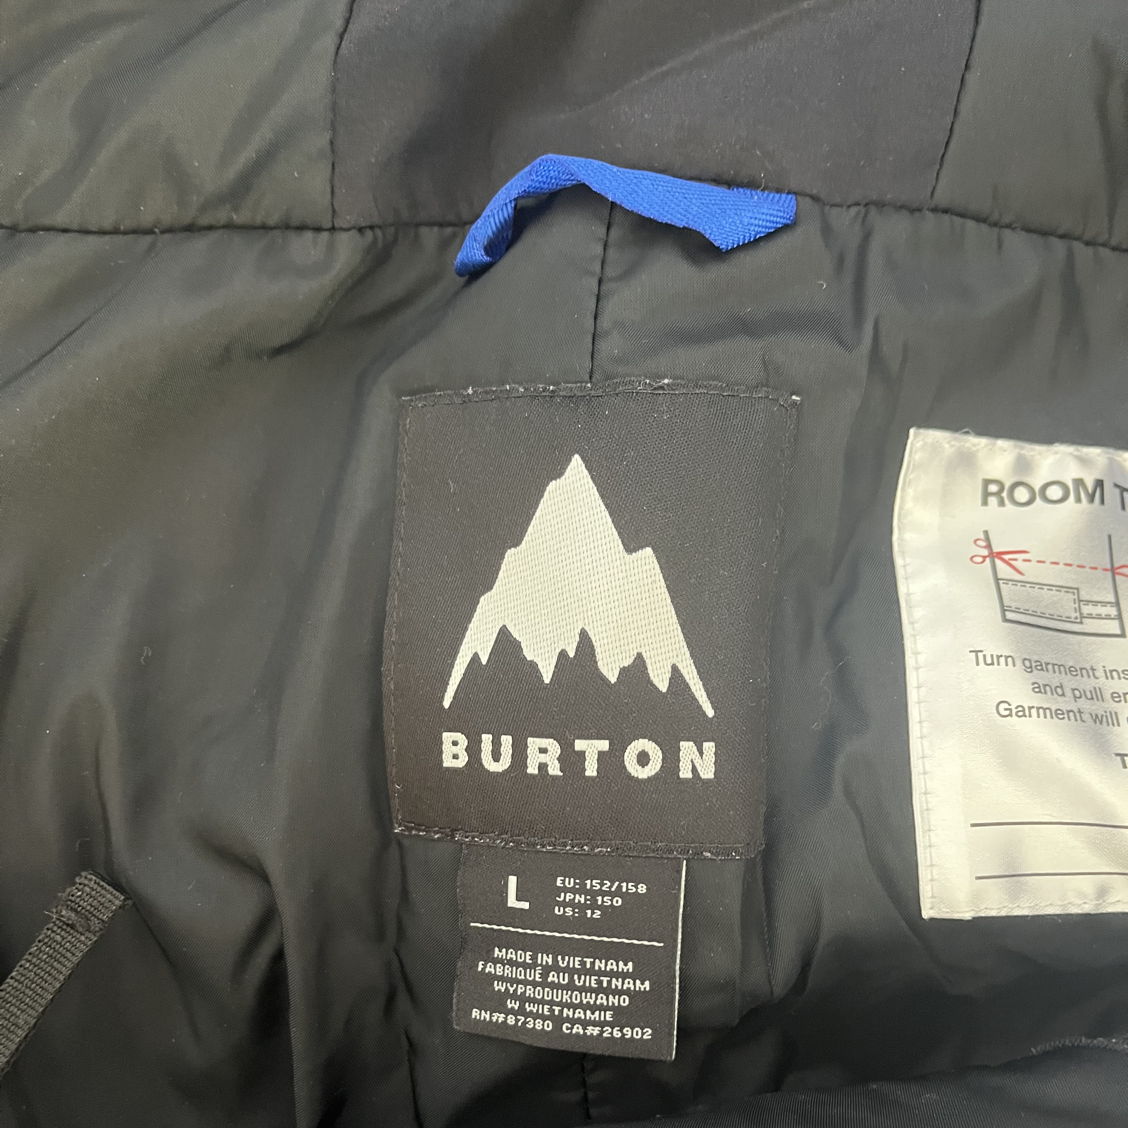 BURTON
L
EU: 152/158
JPN: 150
US: 12
MADE IN VIETNAM
FABRIQUÉ AU VIETNAM
WYPRODUKOWANO
W WIETNAMIE
RN#87380 CA#26902
ROOM T
Turn garment ins
and pull
Garment will